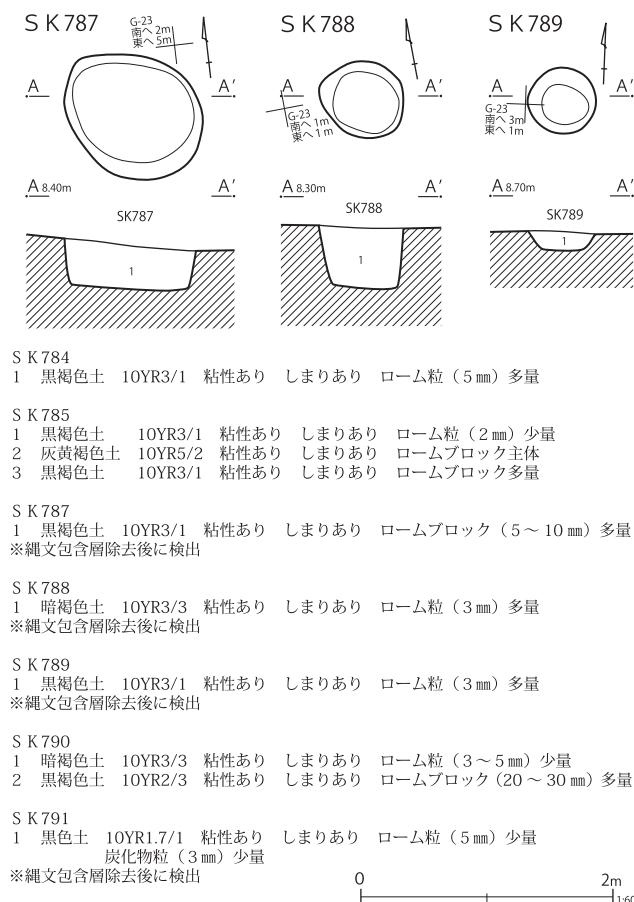 ＳＫ787
G-23
南へ 2m
東へ 5m
A
A′
A 8.40m
A′
SK787
1
ＳＫ788
G-23
南へ 1m
東へ 1m
A
A′
A 8.30m
A′
SK788
1
ＳＫ789
G-23
南へ 3m
東へ 1m
A
A′
A 8.70m
A′
SK789
1
ＳＫ784
1　黒褐色土　10YR3/1　粘性あり　しまりあり　ローム粒（５㎜）多量
ＳＫ785
1　黒褐色土　　10YR3/1　粘性あり　しまりあり　ローム粒（２㎜）少量
2　灰黄褐色土　10YR5/2　粘性あり　しまりあり　ロームブロック主体
3　黒褐色土　　10YR3/1　粘性あり　しまりあり　ロームブロック多量
ＳＫ787
1　黒褐色土　10YR3/1　粘性あり　しまりあり　ロームブロック（５～10㎜）多量
※縄文包含層除去後に検出
ＳＫ788
1　暗褐色土　10YR3/3　粘性あり　しまりあり　ローム粒（３㎜）多量
※縄文包含層除去後に検出
ＳＫ789
1　黒褐色土　10YR3/1　粘性あり　しまりあり　ローム粒（３㎜）多量
※縄文包含層除去後に検出
ＳＫ790
1　暗褐色土　10YR3/3　粘性あり　しまりあり　ローム粒（３～５㎜）少量
2　黒褐色土　10YR2/3　粘性あり　しまりあり　ロームブロック（20～30㎜）多量
ＳＫ791
1　黒色土　10YR1.7/1　粘性あり　しまりあり　ローム粒（５㎜）少量
炭化物粒（３㎜）少量
※縄文包含層除去後に検出
0
2m